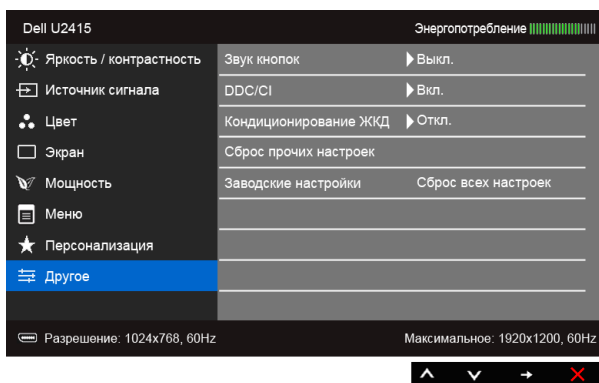 Dell U2415 Энергопотребление
Яркость / контрастность Звук кнопок Выкл.
Источник сигнала DDC/CI Вкл.
Цвет Кондиционирование ЖКД Откл.
Экран Сброс прочих настроек
Мощность Заводские настройки Сброс всех настроек
Меню
Персонализация
Другое
Разрешение: 1024x768, 60Hz Максимальное: 1920x1200, 60Hz